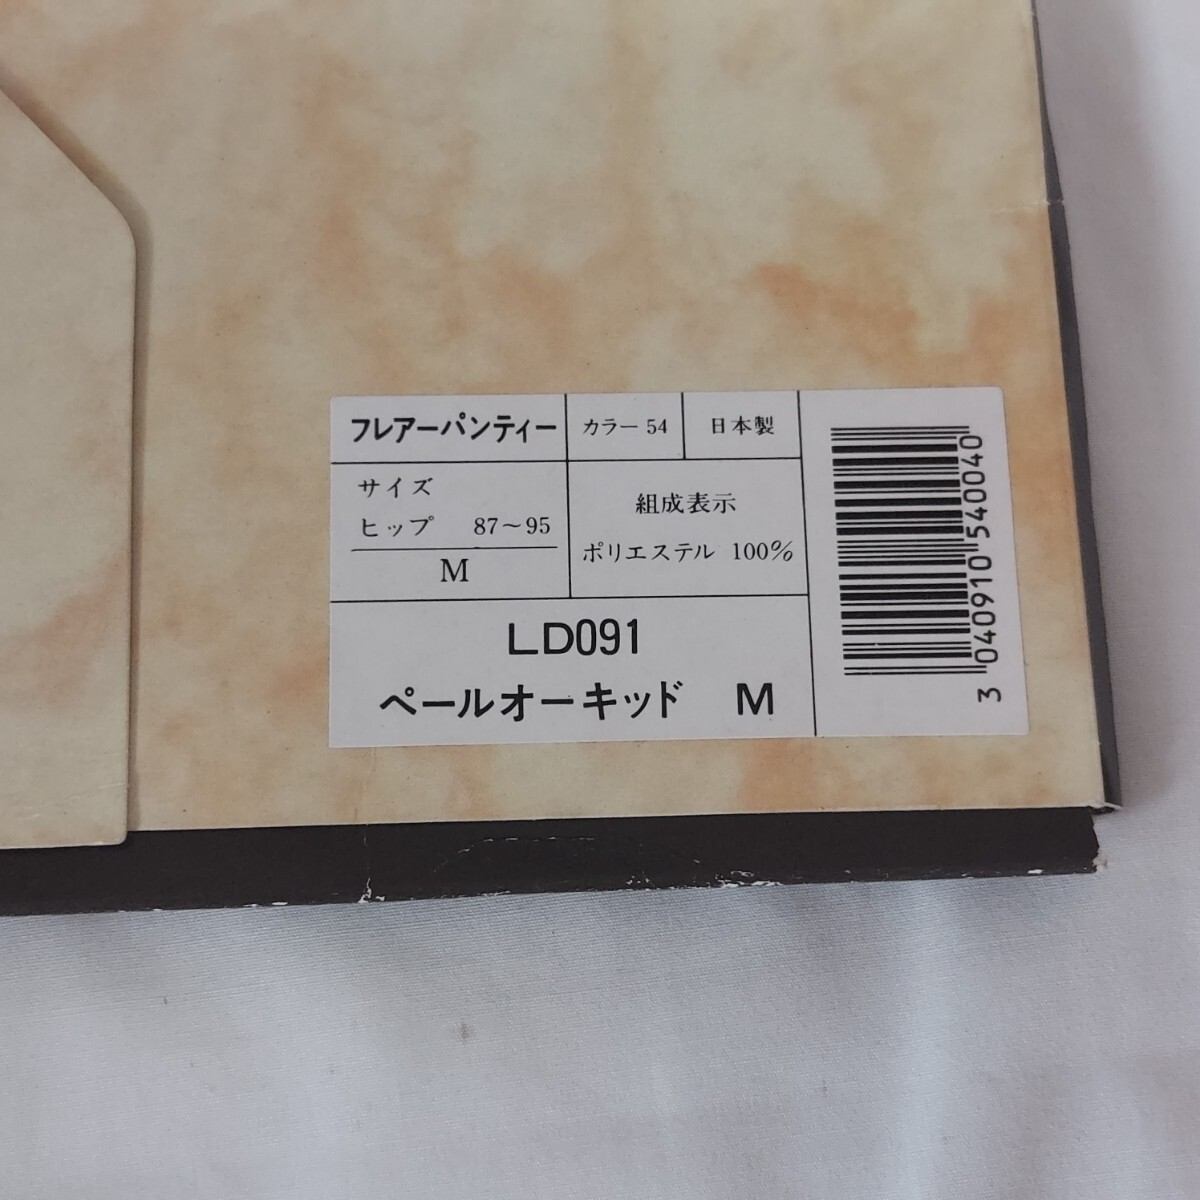 フレアーパンティー
カラー 54
日本製
サイズ
ヒップ 87～95
M
組成表示
ポリエステル 100%
LD091
ペールオーキッド M
3 040910 540040